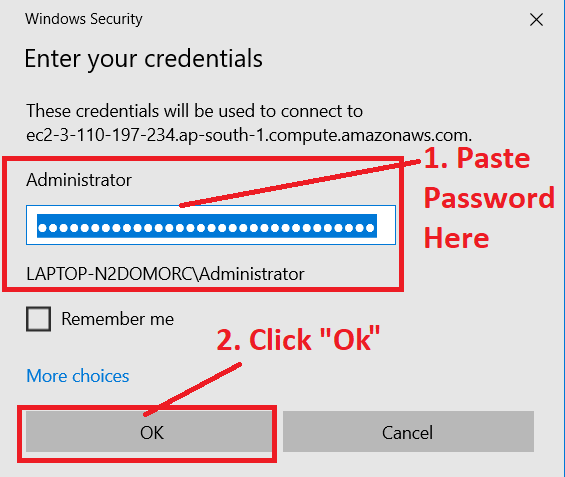 Windows Security
Enter your credentials
These credentials will be used to connect to
ec2-3-110-197-234.ap-south-1.compute.amazonaws.com.
1. Paste
Password
Here
Administrator
••••••••••••••••••••••••••••••••
LAPTOP-N2DOMORC\Administrator
Remember me
2. Click "Ok"
More choices
OK
Cancel